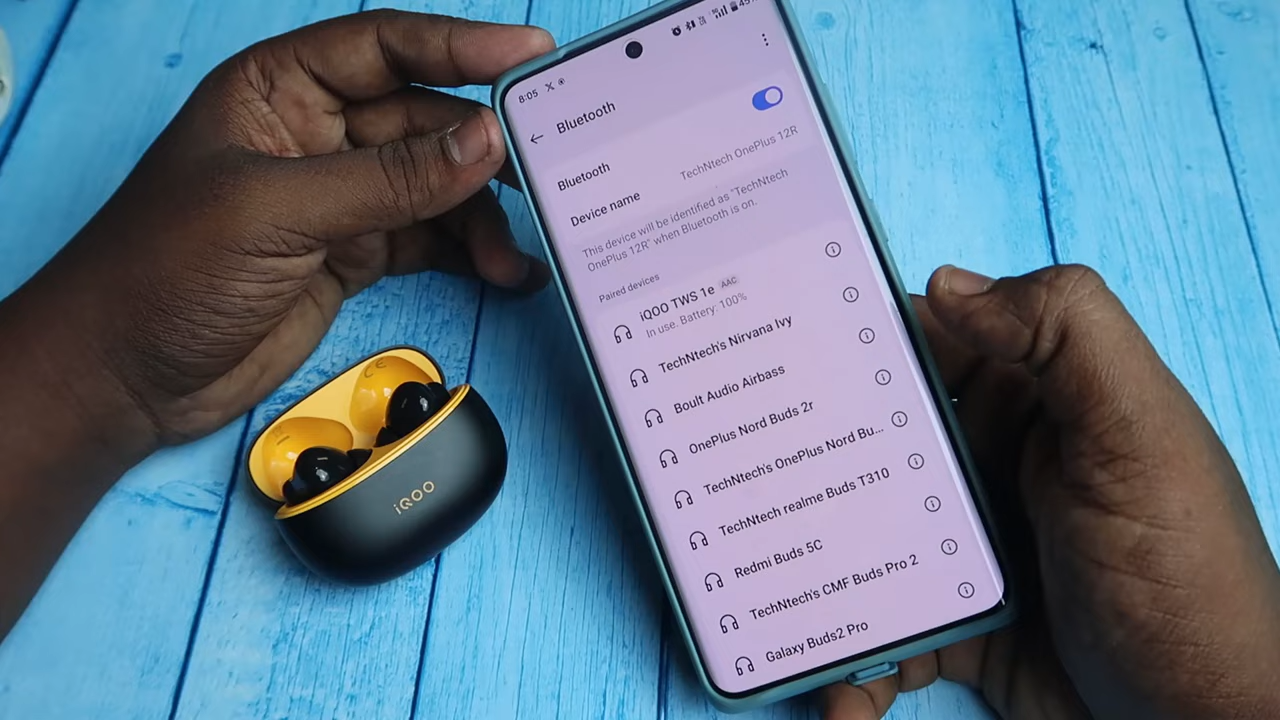 8:05
45
Bluetooth
Bluetooth
Device name
TechNtech OnePlus 12R
This device will be identified as "TechNtech
OnePlus 12R" when Bluetooth is on.
Paired devices
iQOO TWS 1e AAC
In use. Battery: 100%
TechNtech's Nirvana Ivy
Boult Audio Airbass
OnePlus Nord Buds 2r
TechNtech's OnePlus Nord Bu...
TechNtech realme Buds T310
Redmi Buds 5C
TechNtech's CMF Buds Pro 2
Galaxy Buds2 Pro
iQOO
CE